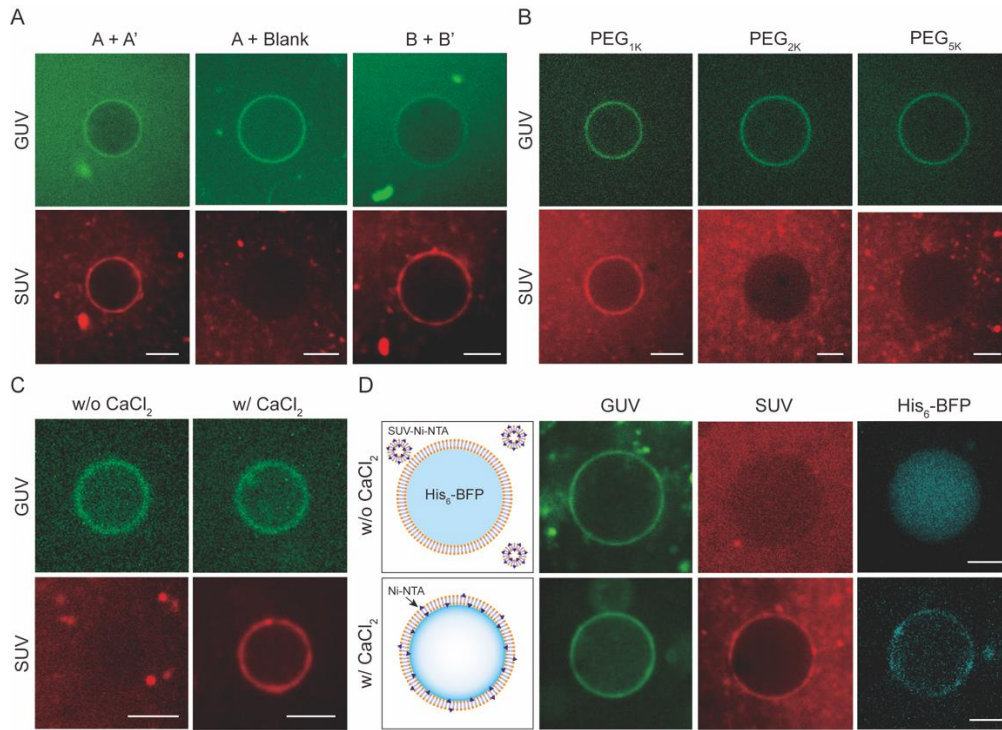 A
A + A' A + Blank B + B'
GUV
SUV
B
PEG1K PEG2K PEG5K
GUV
SUV
C
w/o CaCl2 w/ CaCl2
GUV
SUV
D
GUV SUV His6-BFP
w/o CaCl2
SUV-Ni-NTA
His6-BFP
w/ CaCl2
Ni-NTA